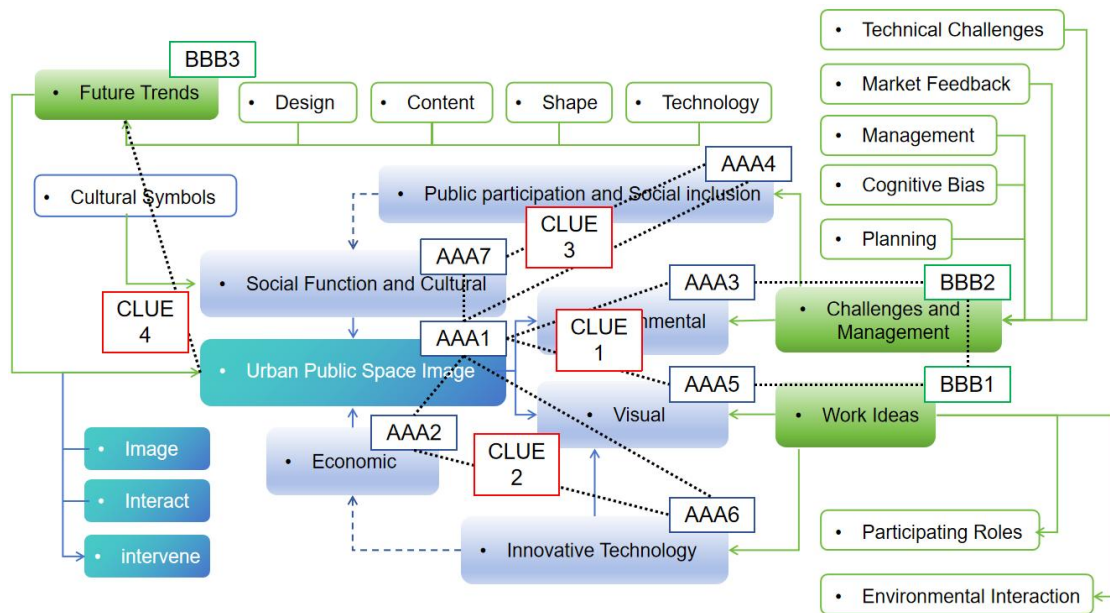 • Technical Challenges
BBB3
• Future Trends
• Market Feedback
• Design
• Content
• Shape
• Technology
• Management
AAA4
• Cultural Symbols
• Public participation and Social inclusion
• Cognitive Bias
CLUE
3
• Planning
AAA7
• Social Function and Cultural
AAA3
BBB2
CLUE
4
nmental
• Challenges and
Management
AAA1
CLUE
1
• Urban Public Space Image
AAA5
BBB1
• Visual
• Work Ideas
AAA2
• Image
• Economic
CLUE
2
• Interact
AAA6
• Participating Roles
• intervene
• Innovative Technology
• Environmental Interaction